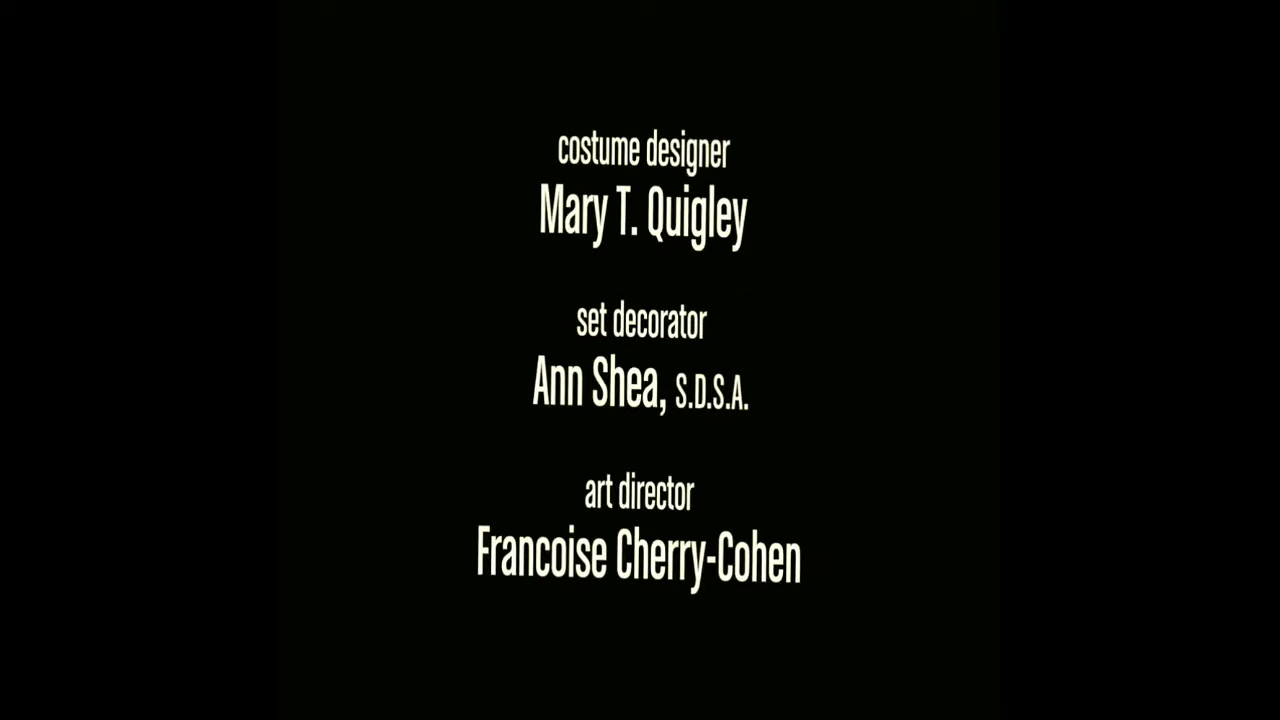 costume designer
Mary T. Quigley
set decorator
Ann Shea, S.D.S.A.
art director
Francoise Cherry-Cohen